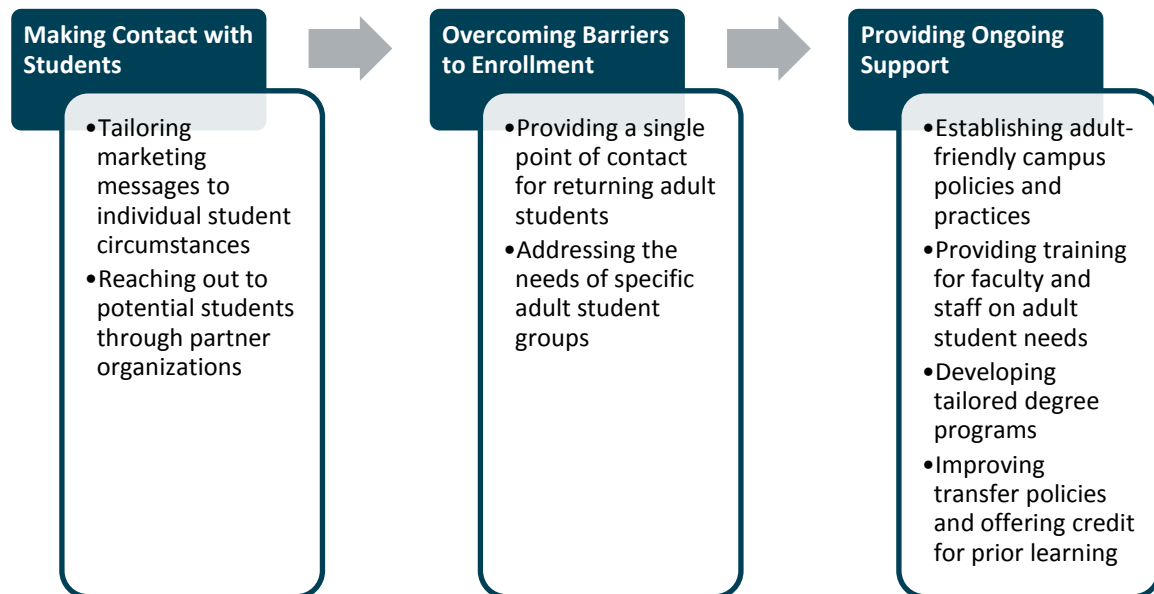 Making Contact with
Students
•Tailoring
marketing
messages to
individual student
circumstances
•Reaching out to
potential students
through partner
organizations
Overcoming Barriers
to Enrollment
•Providing a single
point of contact
for returning adult
students
•Addressing the
needs of specific
adult student
groups
Providing Ongoing
Support
•Establishing adult-
friendly campus
policies and
practices
•Providing training
for faculty and
staff on adult
student needs
•Developing
tailored degree
programs
•Improving
transfer policies
and offering credit
for prior learning